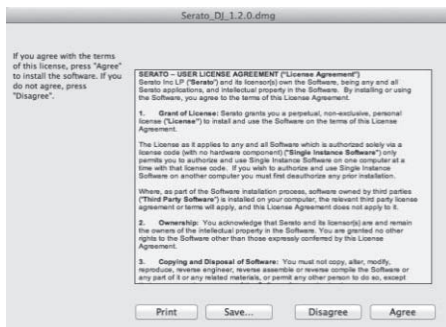 Serato_DJ_1.2.0.dmg
If you agree with the terms
of this license, press "Agree"
to install the software. If you
do not agree, press
"Disagree".
SERATO – USER LICENSE AGREEMENT ("License Agreement")
Serato Inc LP ("Serato") and its licensor(s) own the Software, being any and all
Serato applications, and intellectual property in the Software. By installing or using
the Software, you agree to the terms of this License Agreement.
1. Grant of License: Serato grants you a perpetual, non-exclusive, personal
license ("License") to install and use the Software on the terms of this License
Agreement.
The License as it applies to any and all Software which is authorized solely via a
license code (with no hardware component) ("Single Instance Software") only
permits you to authorize and use Single Instance Software on one computer at a
time with that license code. If you wish to authorize and use Single Instance
Software on another computer you must first deauthorize any prior installation.
Where, as part of the Software installation process, software owned by third parties
("Third Party Software") is installed on your computer, the relevant third party license
agreement or terms will apply, and this License Agreement does not apply to it.
2. Ownership: You acknowledge that Serato and its licensor(s) are and remain
the owners of the intellectual property in the Software. You are granted no other
rights to the Software other than those expressly conferred by this License
Agreement.
3. Copying and Disposal of Software: You must not copy, alter, modify,
reproduce, reverse engineer, reverse assemble or reverse compile the Software or
any part of it or any related materials, or permit any other person to do so, except
Print Save... Disagree Agree